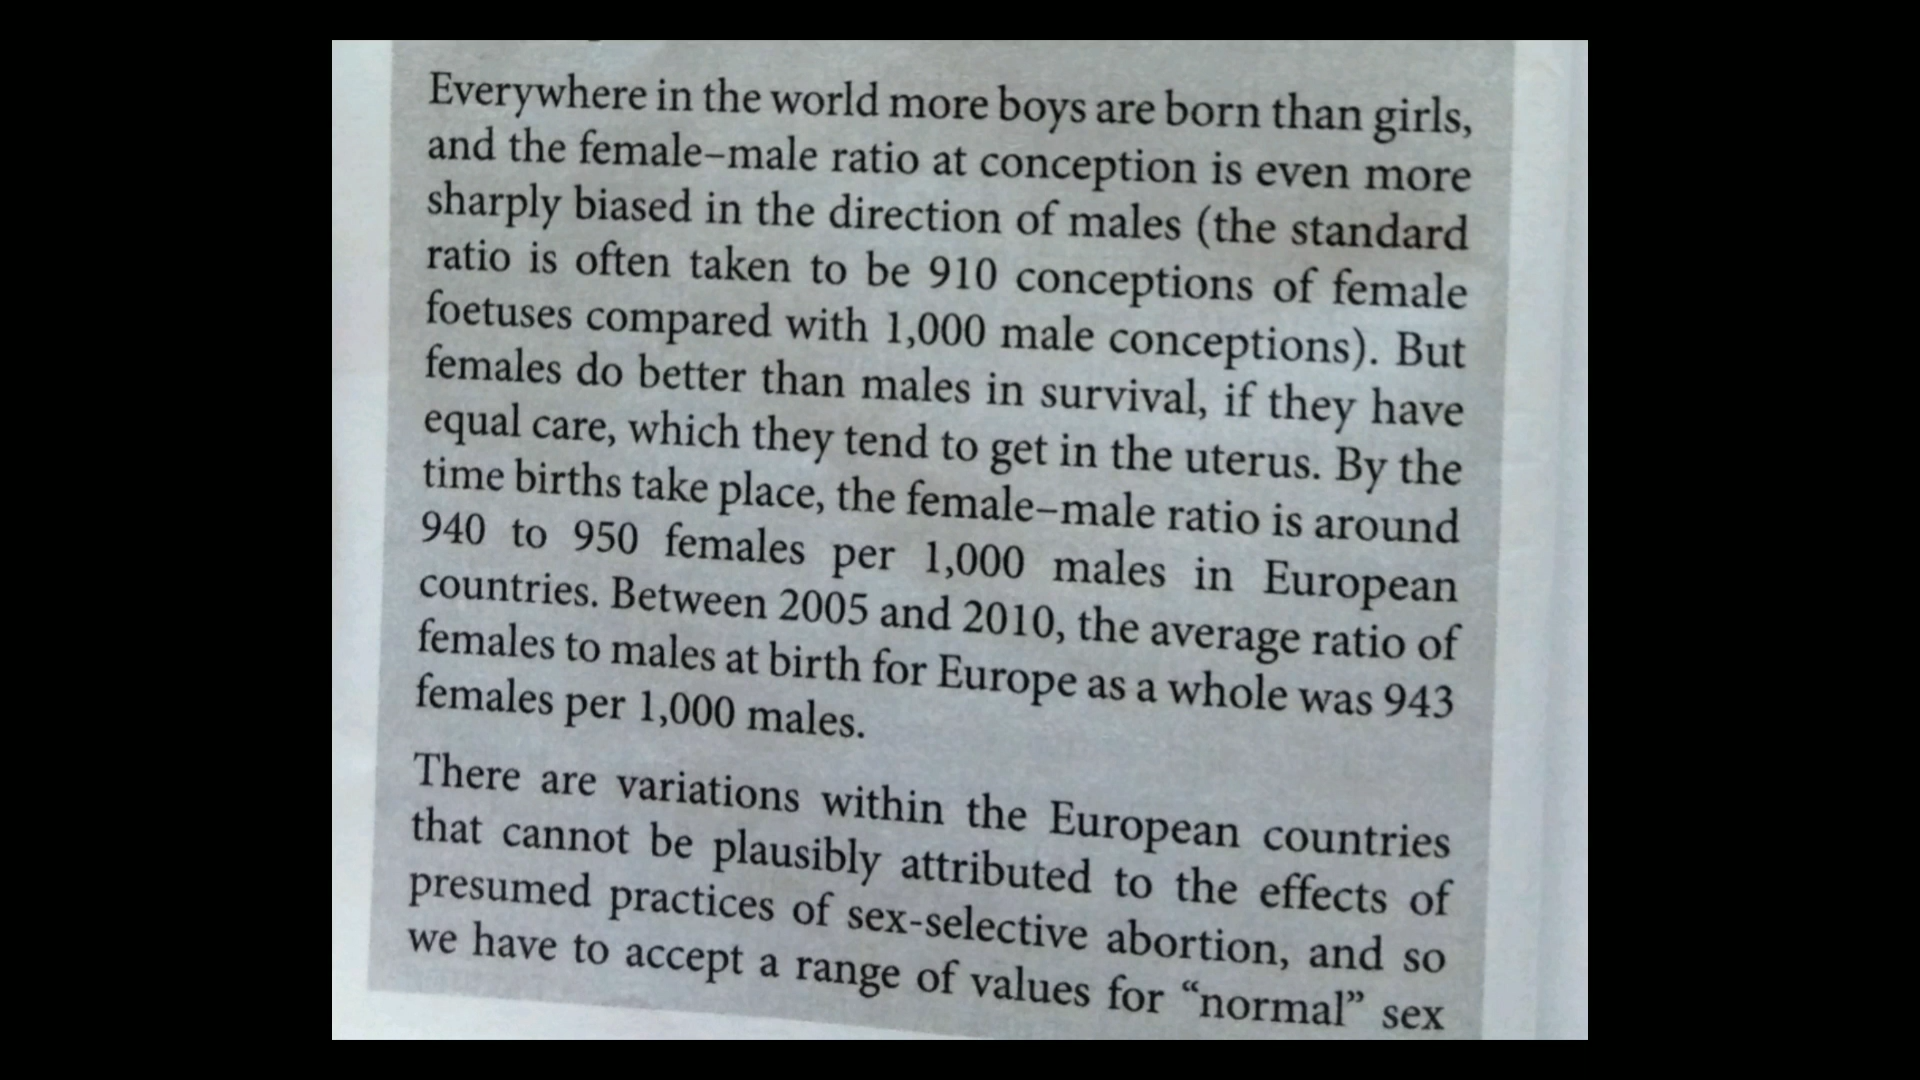 Everywhere in the world more boys are born than girls,
and the female–male ratio at conception is even more
sharply biased in the direction of males (the standard
ratio is often taken to be 910 conceptions of female
foetuses compared with 1,000 male conceptions). But
females do better than males in survival, if they have
equal care, which they tend to get in the uterus. By the
time births take place, the female–male ratio is around
940 to 950 females per 1,000 males in European
countries. Between 2005 and 2010, the average ratio of
females to males at birth for Europe as a whole was 943
females per 1,000 males.
There are variations within the European countries
that cannot be plausibly attributed to the effects of
presumed practices of sex-selective abortion, and so
we have to accept a range of values for “normal” sex